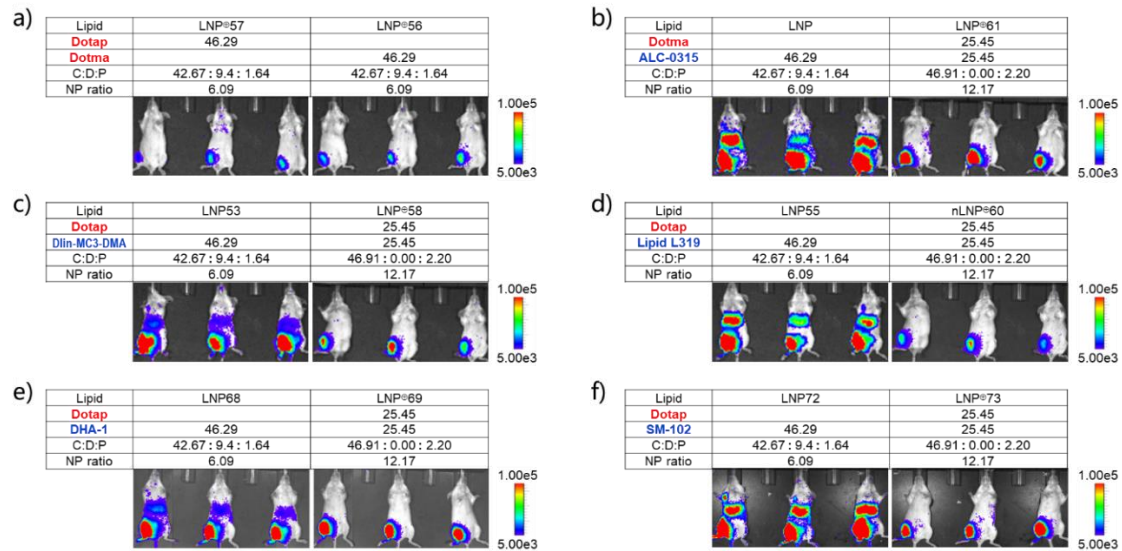 a)
Lipid LNP⊕57 LNP⊕56
Dotap 46.29
Dotma 46.29
C:D:P 42.67 : 9.4 : 1.64 42.67 : 9.4 : 1.64
NP ratio 6.09 6.09
1.00e5
5.00e3
b)
Lipid LNP LNP⊕61
Dotma 25.45
ALC-0315 46.29 25.45
C:D:P 42.67 : 9.4 : 1.64 46.91 : 0.00 : 2.20
NP ratio 6.09 12.17
1.00e5
5.00e3
c)
Lipid LNP53 LNP⊕58
Dotap 25.45
Dlin-MC3-DMA 46.29 25.45
C:D:P 42.67 : 9.4 : 1.64 46.91 : 0.00 : 2.20
NP ratio 6.09 12.17
1.00e5
5.00e3
d)
Lipid LNP55 nLNP⊕60
Dotap 25.45
Lipid L319 46.29 25.45
C:D:P 42.67 : 9.4 : 1.64 46.91 : 0.00 : 2.20
NP ratio 6.09 12.17
1.00e5
5.00e3
e)
Lipid LNP68 LNP⊕69
Dotap 25.45
DHA-1 46.29 25.45
C:D:P 42.67 : 9.4 : 1.64 46.91 : 0.00 : 2.20
NP ratio 6.09 12.17
1.00e5
5.00e3
f)
Lipid LNP72 LNP⊕73
Dotap 25.45
SM-102 46.29 25.45
C:D:P 42.67 : 9.4 : 1.64 46.91 : 0.00 : 2.20
NP ratio 6.09 12.17
1.00e5
5.00e3